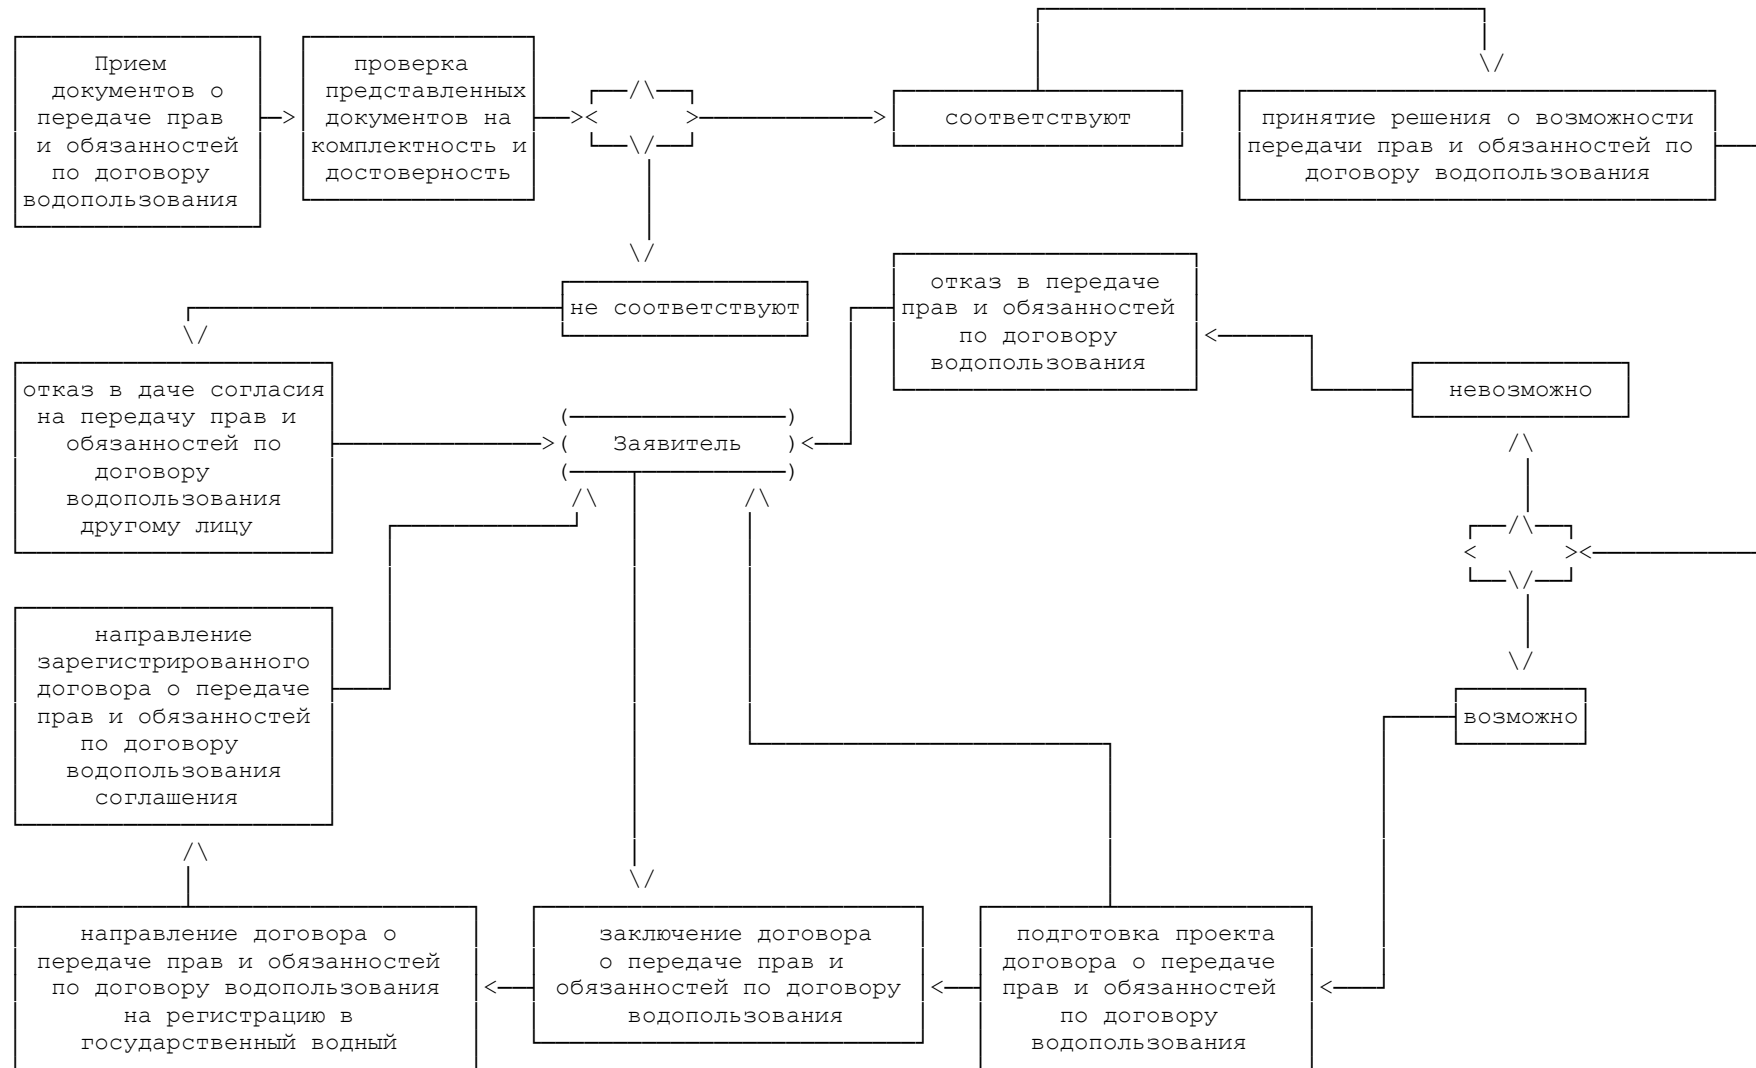 Прием
документов о
передаче прав
и обязанностей
по договору
водопользования
проверка
представленных
документов на
комплектность и
достоверность
соответствуют
принятие решения о возможности
передачи прав и обязанностей по
договору водопользования
не соответствуют
отказ в передаче
прав и обязанностей
по договору
водопользования
невозможно
отказ в даче согласия
на передачу прав и
обязанностей по
договору
водопользования
другому лицу
Заявитель
направление
зарегистрированного
договора о передаче
прав и обязанностей
по договору
водопользования
соглашения
возможно
направление договора о
передаче прав и обязанностей
по договору водопользования
на регистрацию в
государственный водный
заключение договора
о передаче прав и
обязанностей по договору
водопользования
подготовка проекта
договора о передаче
прав и обязанностей
по договору
водопользования